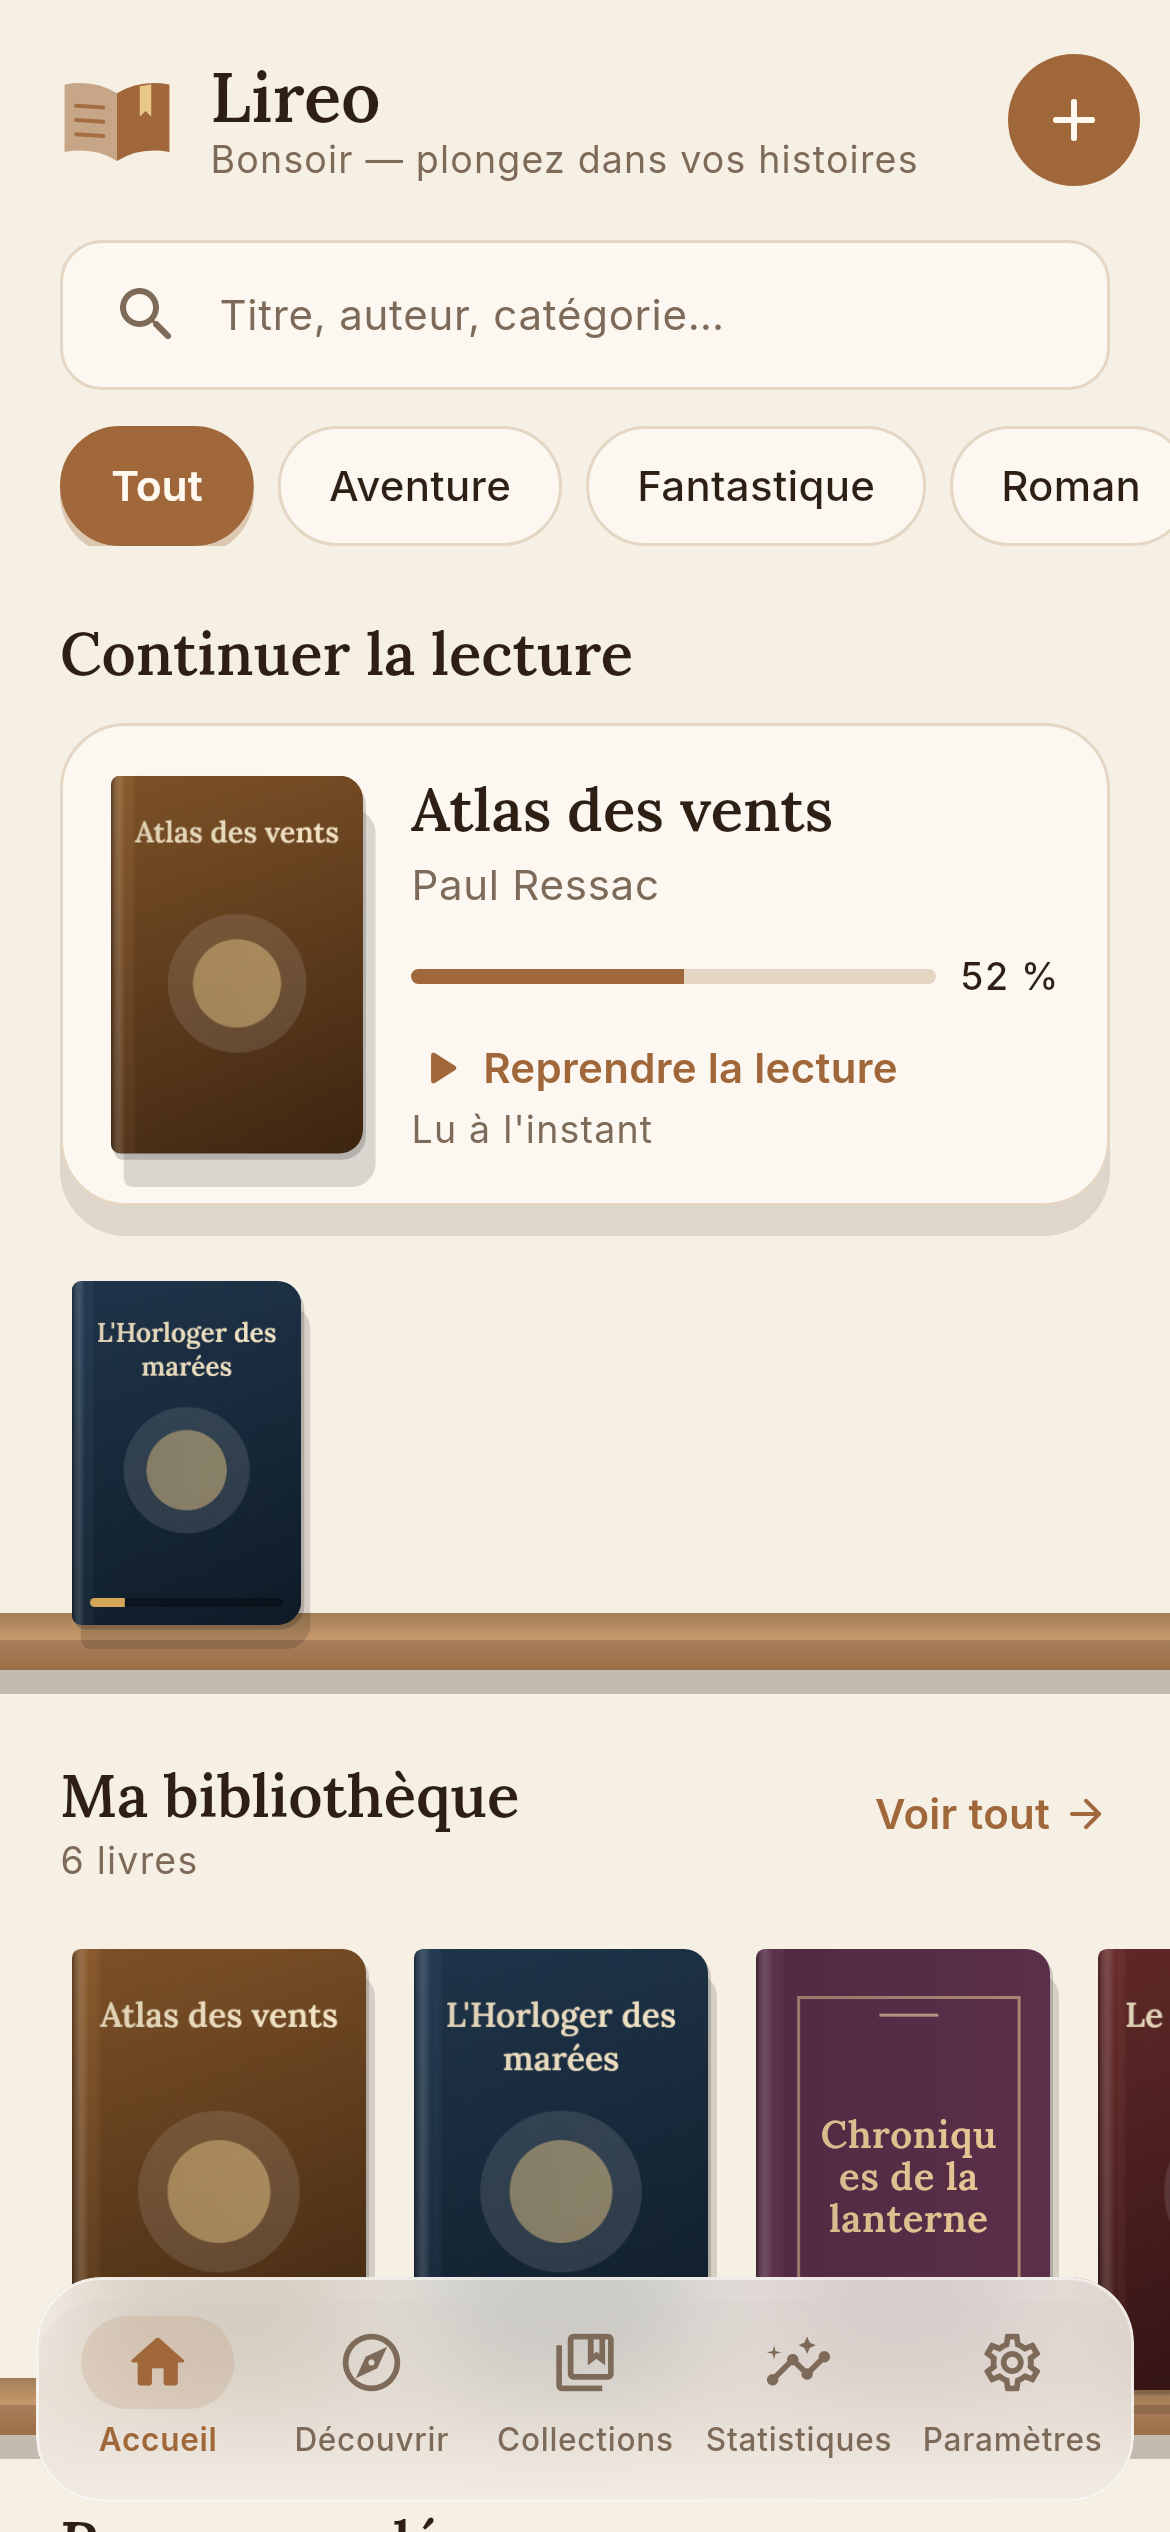 Lireo
Bonsoir — plongez dans vos histoires
Titre, auteur, catégorie...
Tout
Aventure
Fantastique
Roman
Continuer la lecture
Atlas des vents
Atlas des vents
Paul Ressac
52 %
Reprendre la lecture
Lu à l'instant
L'Horloger des
marées
Ma bibliothèque
6 livres
Voir tout
Atlas des vents
L'Horloger des
marées
Chroniqu
es de la
lanterne
Le
Accueil
Découvrir
Collections
Statistiques
Paramètres